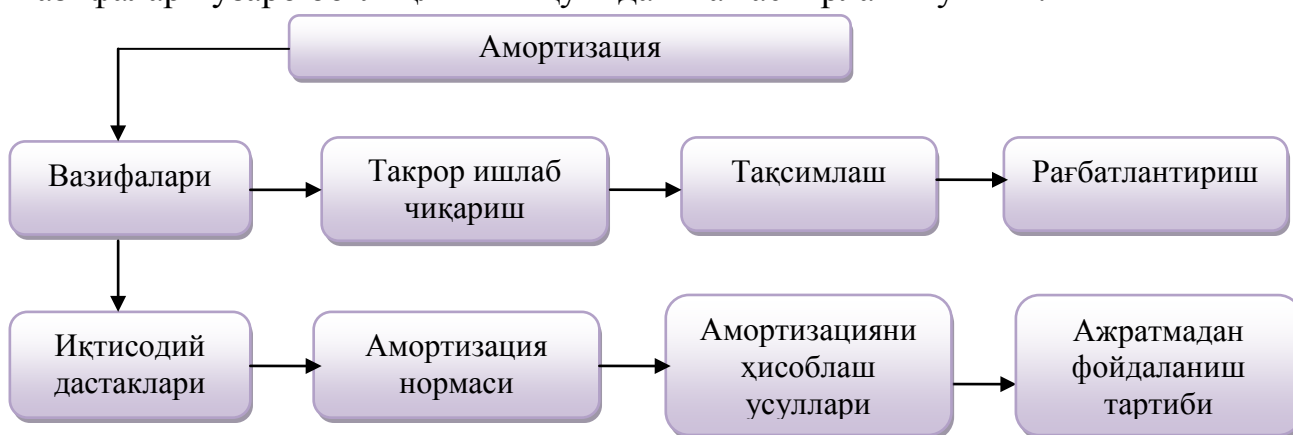 Амортизация
Вазифалари
Такрор ишлаб
чиқариш
Тақсимлаш
Рағбатлантириш
Иқтисодий
дастаклари
Амортизация
нормаси
Амортизацияни
ҳисоблаш
усуллари
Ажратмадан
фойдаланиш
тартиби